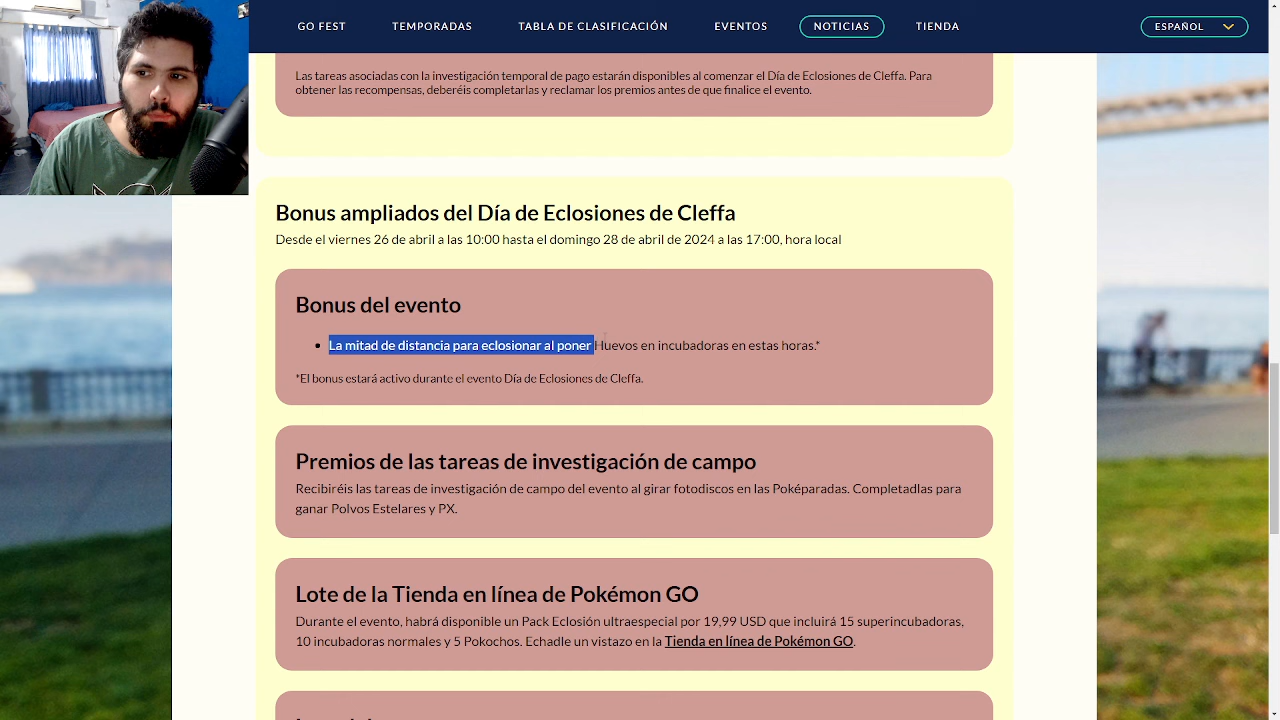 GO FEST TEMPORADAS TABLA DE CLASIFICACIÓN EVENTOS NOTICIAS TIENDA ESPAÑOL
Las tareas asociadas con la investigación temporal de pago estarán disponibles al comenzar el Día de Eclosiones de Cleffa. Para
obtener las recompensas, deberéis completarlas y reclamar los premios antes de que finalice el evento.
Bonus ampliados del Día de Eclosiones de Cleffa
Desde el viernes 26 de abril a las 10:00 hasta el domingo 28 de abril de 2024 a las 17:00, hora local
Bonus del evento
• La mitad de distancia para eclosionar al poner Huevos en incubadoras en estas horas.*
*El bonus estará activo durante el evento Día de Eclosiones de Cleffa.
Premios de las tareas de investigación de campo
Recibiréis las tareas de investigación de campo del evento al girar fotodiscos en las Poképaradas. Completadlas para
ganar Polvos Estelares y PX.
Lote de la Tienda en línea de Pokémon GO
Durante el evento, habrá disponible un Pack Eclosión ultraespecial por 19,99 USD que incluirá 15 superincubadoras,
10 incubadoras normales y 5 Pokochos. Echadle un vistazo en la Tienda en línea de Pokémon GO.